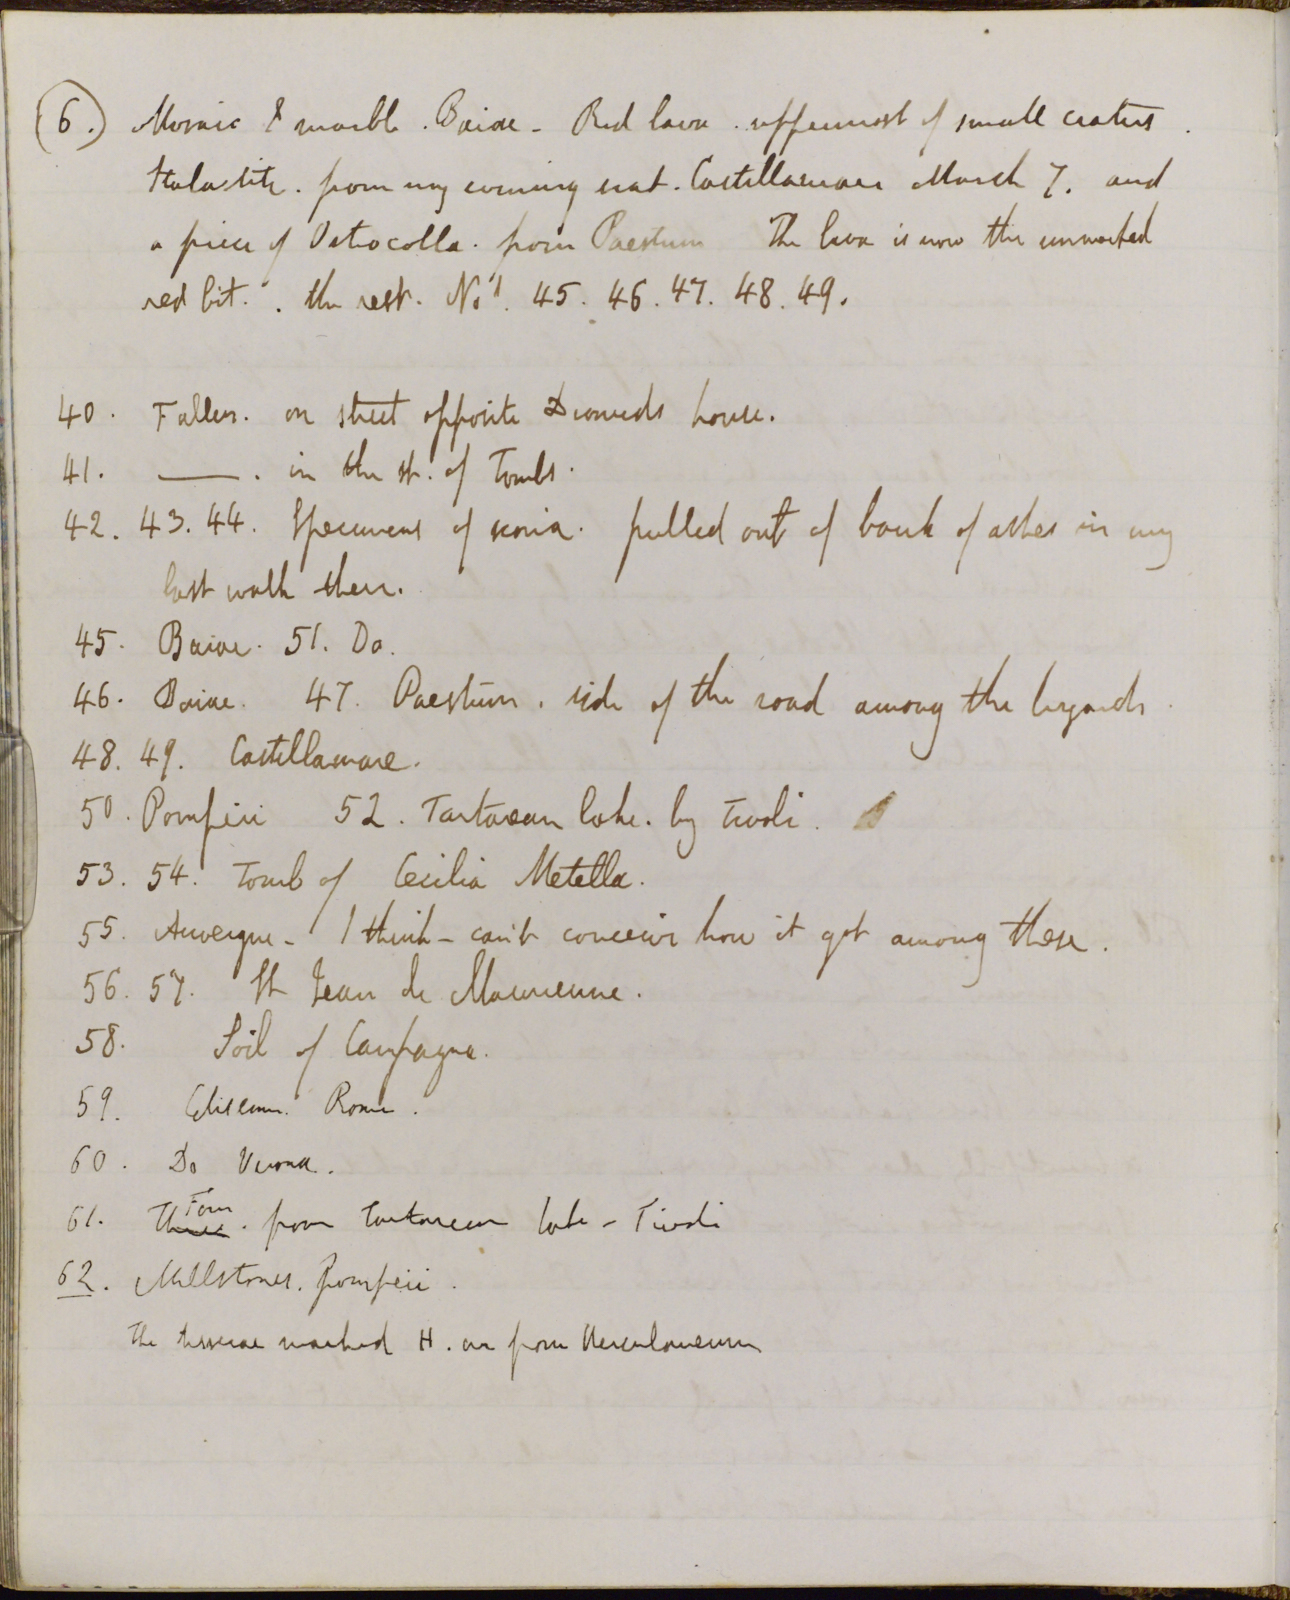 (6.) Mosaic & marble. Baiae - Red lava. uppermost of small craters.
Stalactite. from my evening seat. Castellamare March 7. and
a piece of Ostrocolla. from Paestum The lava is now the unmarked
red bit. . the rest. Nos. 45. 46. 47. 48. 49.
40. Fallen. on street opposite Diomeds house.
41. ——. in the st. of Tombs.
42. 43. 44. Specimens of scoria. pulled out of bank of ashes in my
last walk there.
45. Baiae. 51. Do.
46. Baiae. 47. Paestum. side of the road among the lizards.
48. 49. Castellamare.
50. Pompeii 52. Tartarean lake. by Tivoli.
53. 54. Tomb of Cecilia Metella.
55. Auvergne - I think - can't conceive how it got among these.
56. 57. St Jean de Maurienne.
58. Soil of Campagna.
59. Coliseum. Rome.
60. Do Verona.
61. Three Four. from Tartarean lake - Tivoli
62. Millstones. Pompeii.
The tesserae marked H. are from Herculaneum